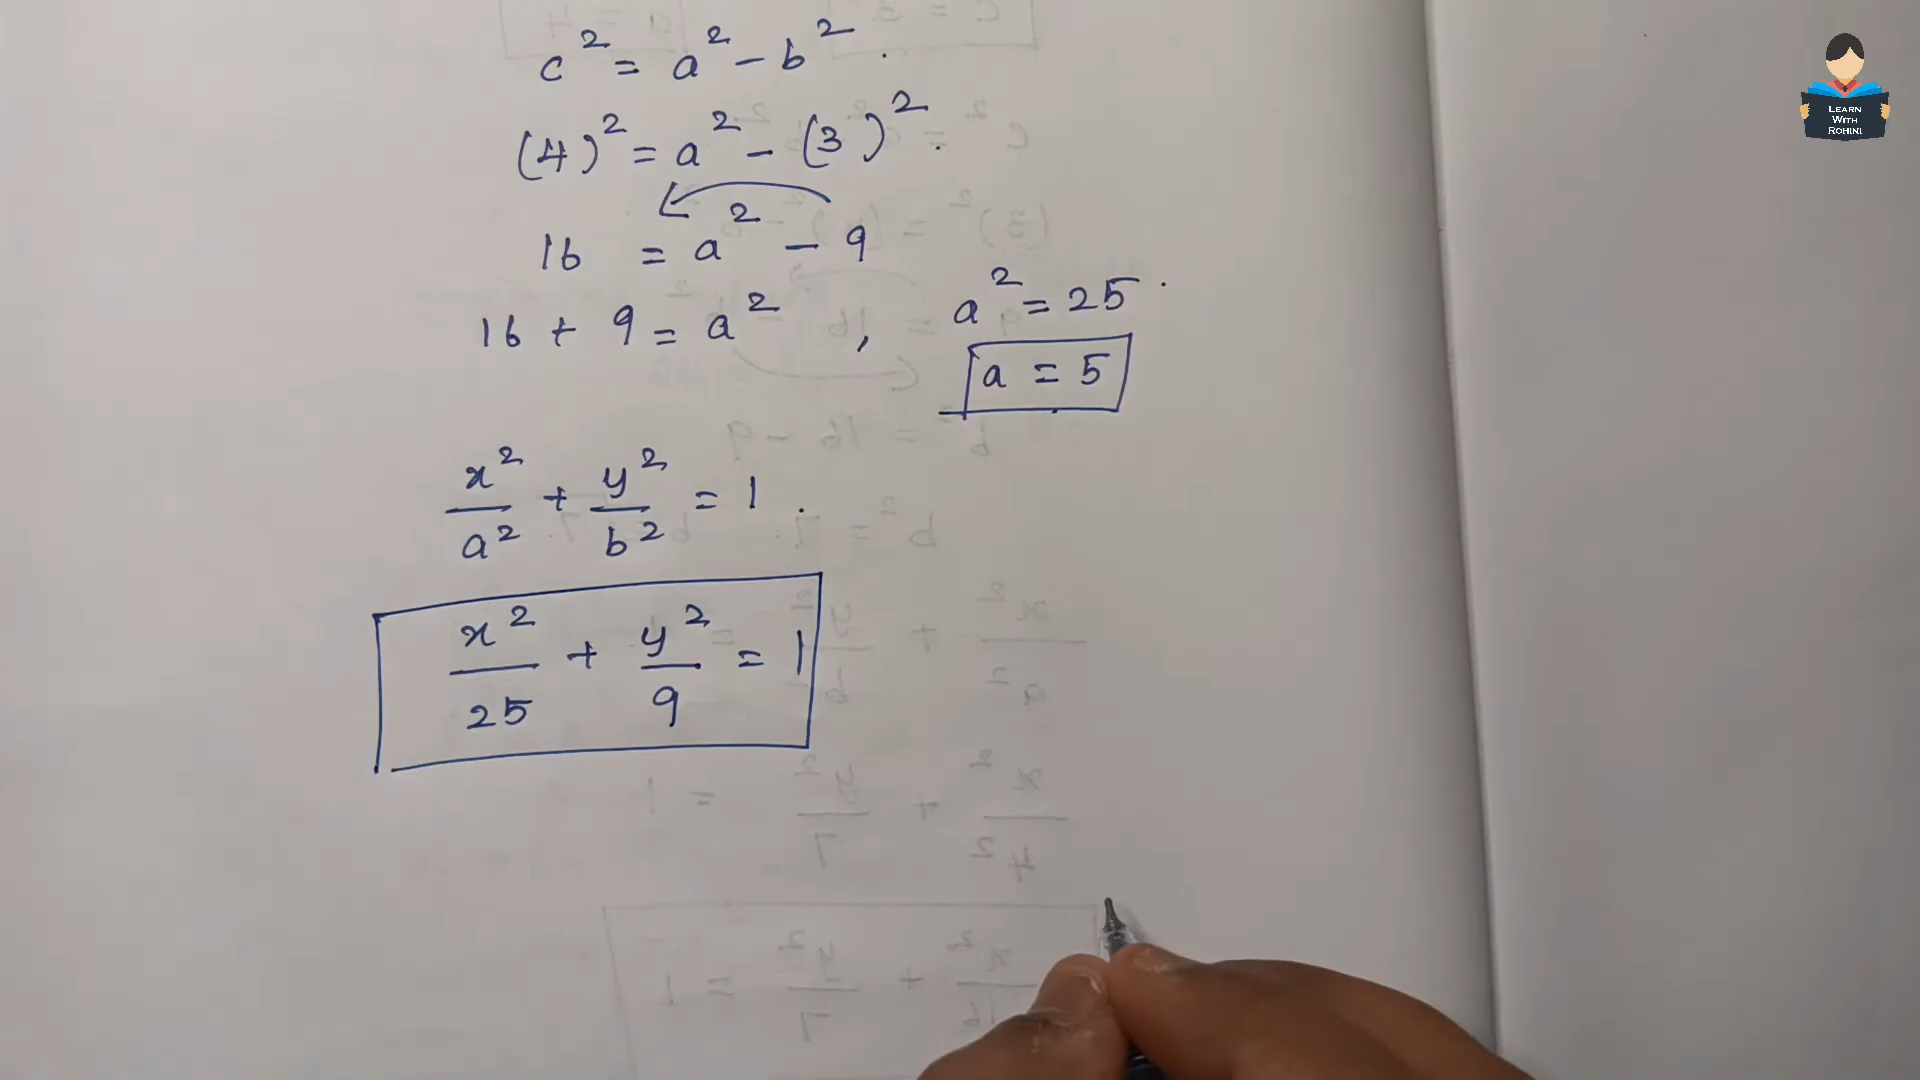 c² = a² - b².
(4)² = a² - (3)².
16 = a² - 9
16 + 9 = a² , a² = 25.
a = 5
x²/a² + y²/b² = 1.
x²/25 + y²/9 = 1
LEARN
WITH
ROHINI